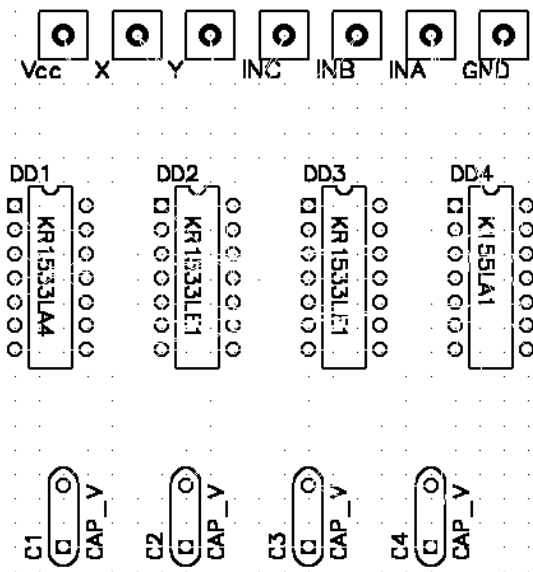 Vcc X Y INC INB INA GND
DD1 DD2 DD3 DD4
KR1533LA4 KR1533LE1 KR1533LE1 K155LA1
C1 CAP_V C2 CAP_V C3 CAP_V C4 CAP_V